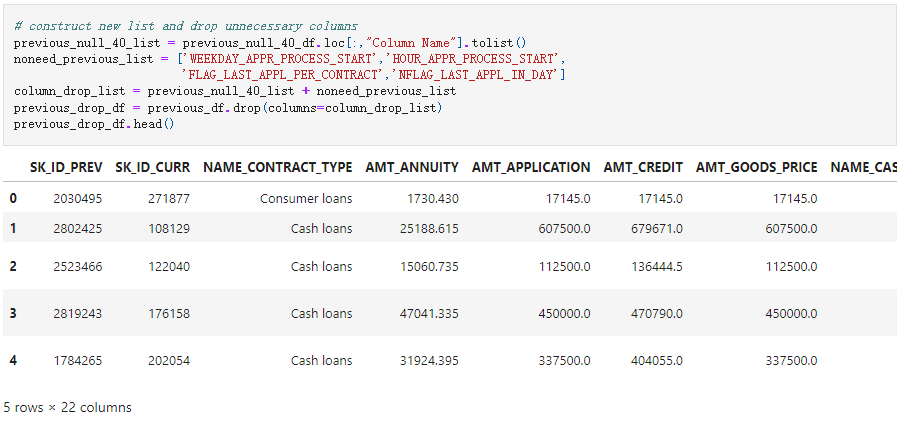 # construct new list and drop unnecessary columns
previous_null_40_list = previous_null_40_df.loc[:,"Column Name"].tolist()
noneed_previous_list = ['WEEKDAY_APPR_PROCESS_START','HOUR_APPR_PROCESS_START',
'FLAG_LAST_APPL_PER_CONTRACT','NFLAG_LAST_APPL_IN_DAY']
column_drop_list = previous_null_40_list + noneed_previous_list
previous_drop_df = previous_df.drop(columns=column_drop_list)
previous_drop_df.head()
SK_ID_PREV SK_ID_CURR NAME_CONTRACT_TYPE AMT_ANNUITY AMT_APPLICATION AMT_CREDIT AMT_GOODS_PRICE NAME_CAS
0 2030495 271877 Consumer loans 1730.430 17145.0 17145.0 17145.0
1 2802425 108129 Cash loans 25188.615 607500.0 679671.0 607500.0
2 2523466 122040 Cash loans 15060.735 112500.0 136444.5 112500.0
3 2819243 176158 Cash loans 47041.335 450000.0 470790.0 450000.0
4 1784265 202054 Cash loans 31924.395 337500.0 404055.0 337500.0
5 rows × 22 columns